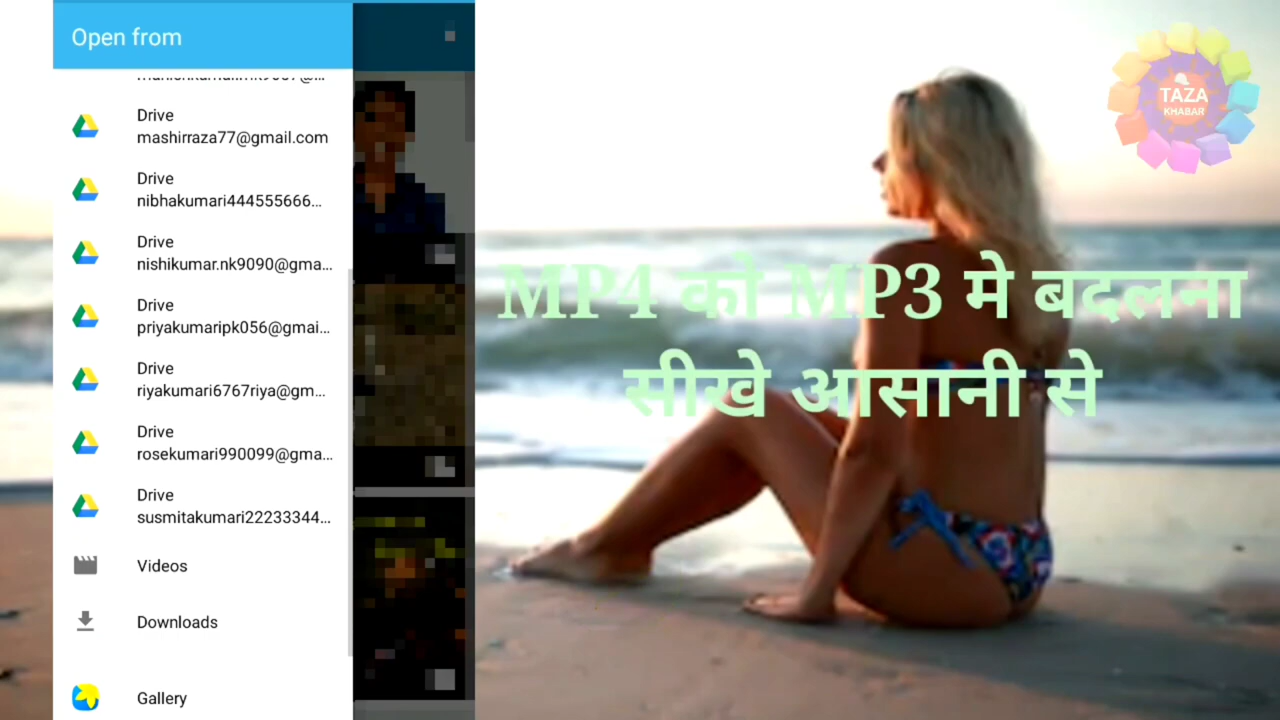 Open from
Drive
mashirraza77@gmail.com
Drive
nibhakumari444555666...
Drive
nishikumar.nk9090@gma...
Drive
priyakumaripk056@gmai...
Drive
riyakumari6767riya@gm...
Drive
rosekumari990099@gma...
Drive
susmitakumari22233344...
Videos
Downloads
Gallery
TAZA
KHABAR
MP4 को MP3 मे बदलना
सीखे आसानी से